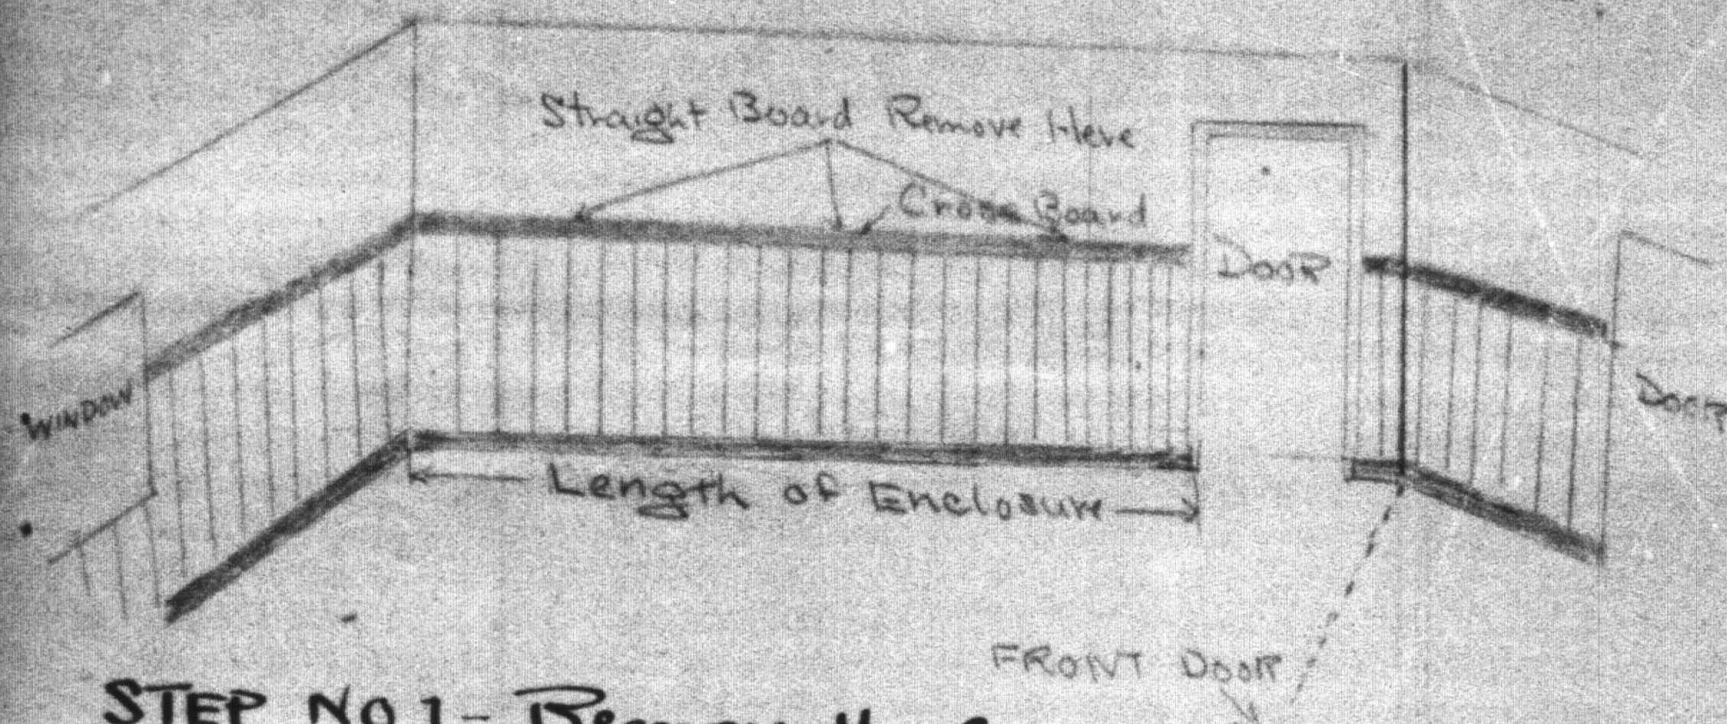 Straight Board Remove Here
Cross Board
DOOR
WINDOW
DOOR
Length of Enclosure
FRONT DOOR
STEP NO 1-